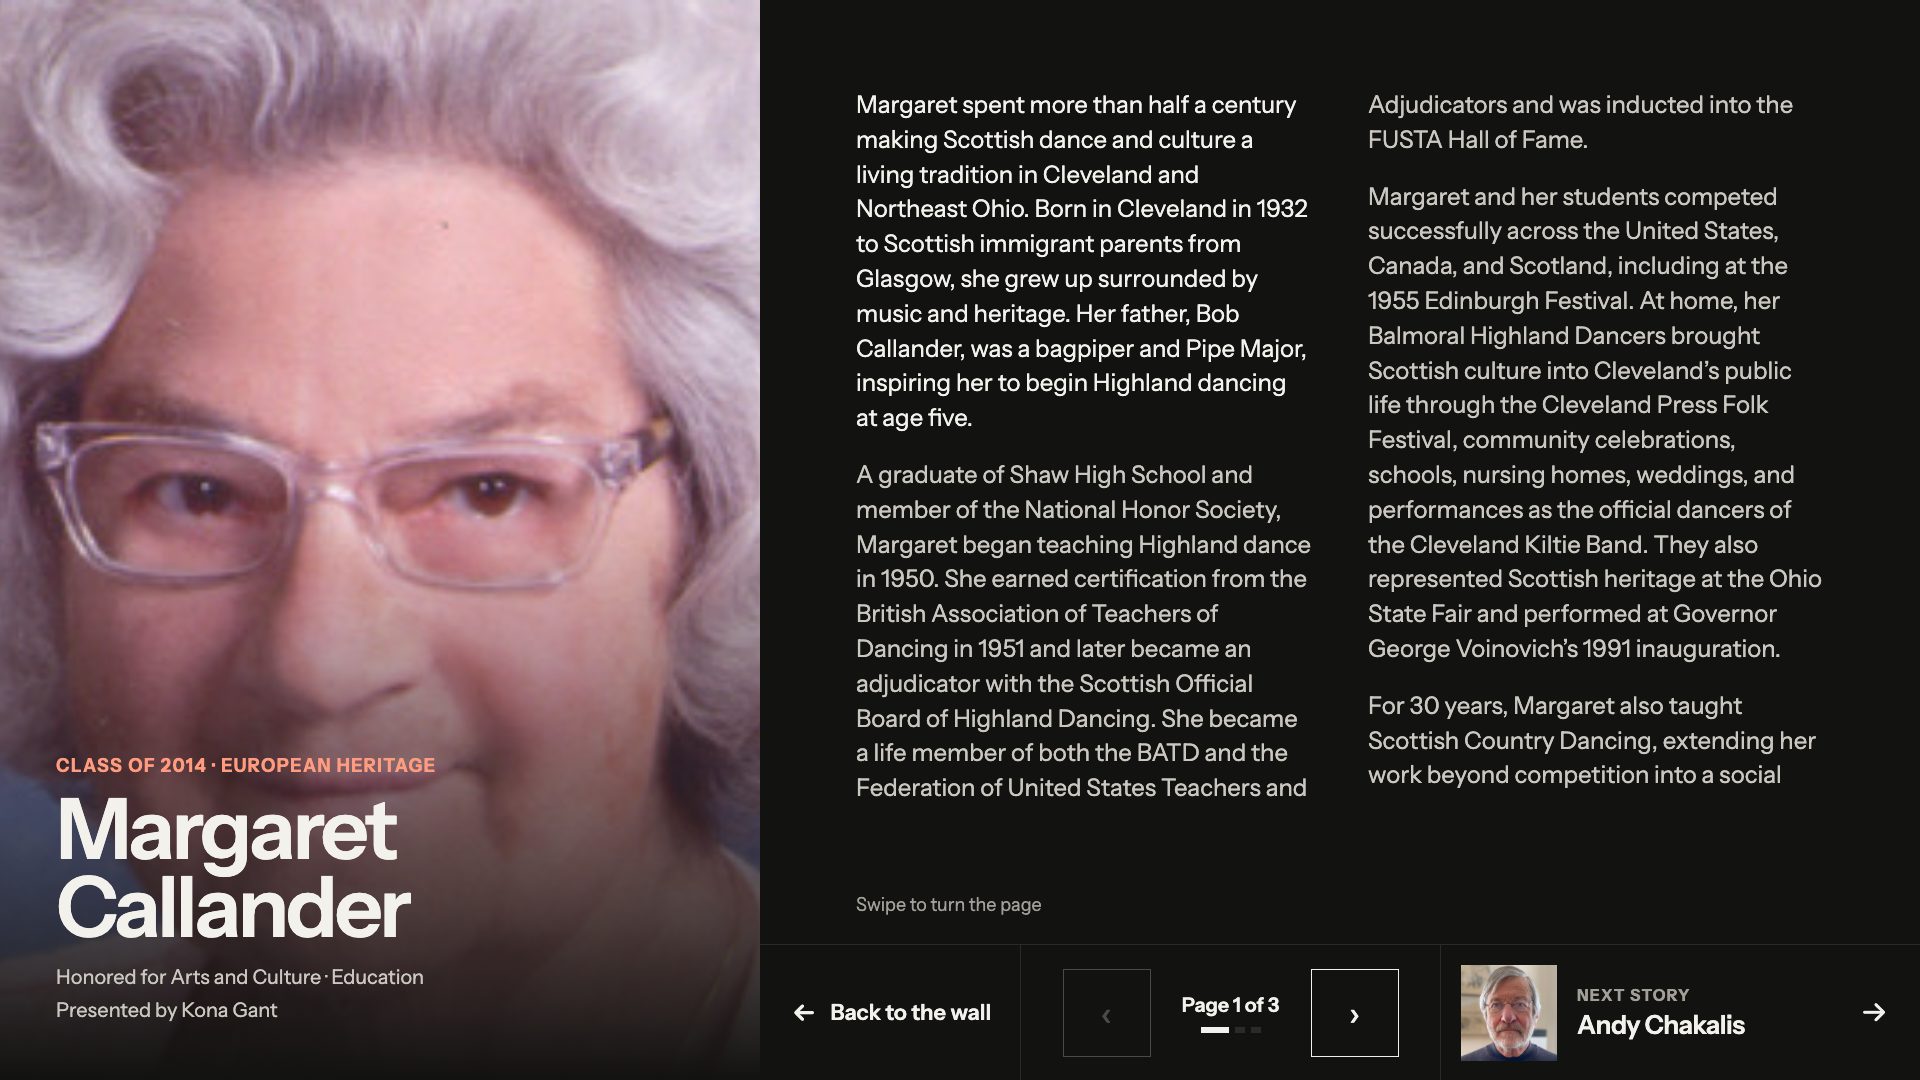 CLASS OF 2014 · EUROPEAN HERITAGE
Margaret
Callander
Honored for Arts and Culture · Education
Presented by Kona Gant
Margaret spent more than half a century
making Scottish dance and culture a
living tradition in Cleveland and
Northeast Ohio. Born in Cleveland in 1932
to Scottish immigrant parents from
Glasgow, she grew up surrounded by
music and heritage. Her father, Bob
Callander, was a bagpiper and Pipe Major,
inspiring her to begin Highland dancing
at age five.
A graduate of Shaw High School and
member of the National Honor Society,
Margaret began teaching Highland dance
in 1950. She earned certification from the
British Association of Teachers of
Dancing in 1951 and later became an
adjudicator with the Scottish Official
Board of Highland Dancing. She became
a life member of both the BATD and the
Federation of United States Teachers and
Adjudicators and was inducted into the
FUSTA Hall of Fame.
Margaret and her students competed
successfully across the United States,
Canada, and Scotland, including at the
1955 Edinburgh Festival. At home, her
Balmoral Highland Dancers brought
Scottish culture into Cleveland’s public
life through the Cleveland Press Folk
Festival, community celebrations,
schools, nursing homes, weddings, and
performances as the official dancers of
the Cleveland Kiltie Band. They also
represented Scottish heritage at the Ohio
State Fair and performed at Governor
George Voinovich’s 1991 inauguration.
For 30 years, Margaret also taught
Scottish Country Dancing, extending her
work beyond competition into a social
Swipe to turn the page
← Back to the wall
‹
Page 1 of 3
›
NEXT STORY
Andy Chakalis
→